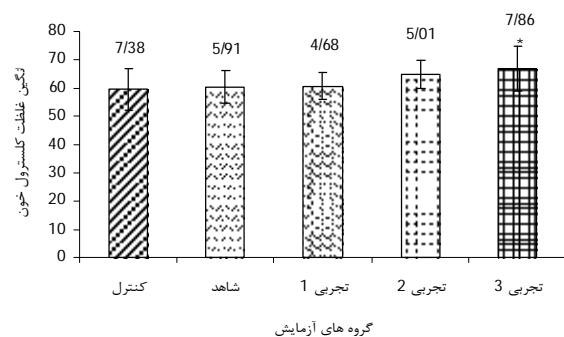 7/38
5/91
4/68
5/01
7/86
*
80
70
60
50
40
30
20
10
0
نگین غلظت کلسترول خون
کنترل
شاهد
تجربی 1
تجربی 2
تجربی 3
گروه های آزمایش